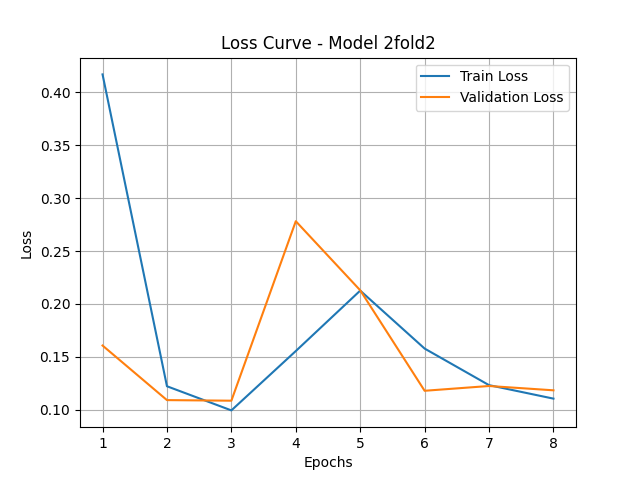 Loss Curve - Model 2fold2
Train Loss
Validation Loss
0.40
0.35
0.30
0.25
0.20
0.15
0.10
Loss
1 2 3 4 5 6 7 8
Epochs